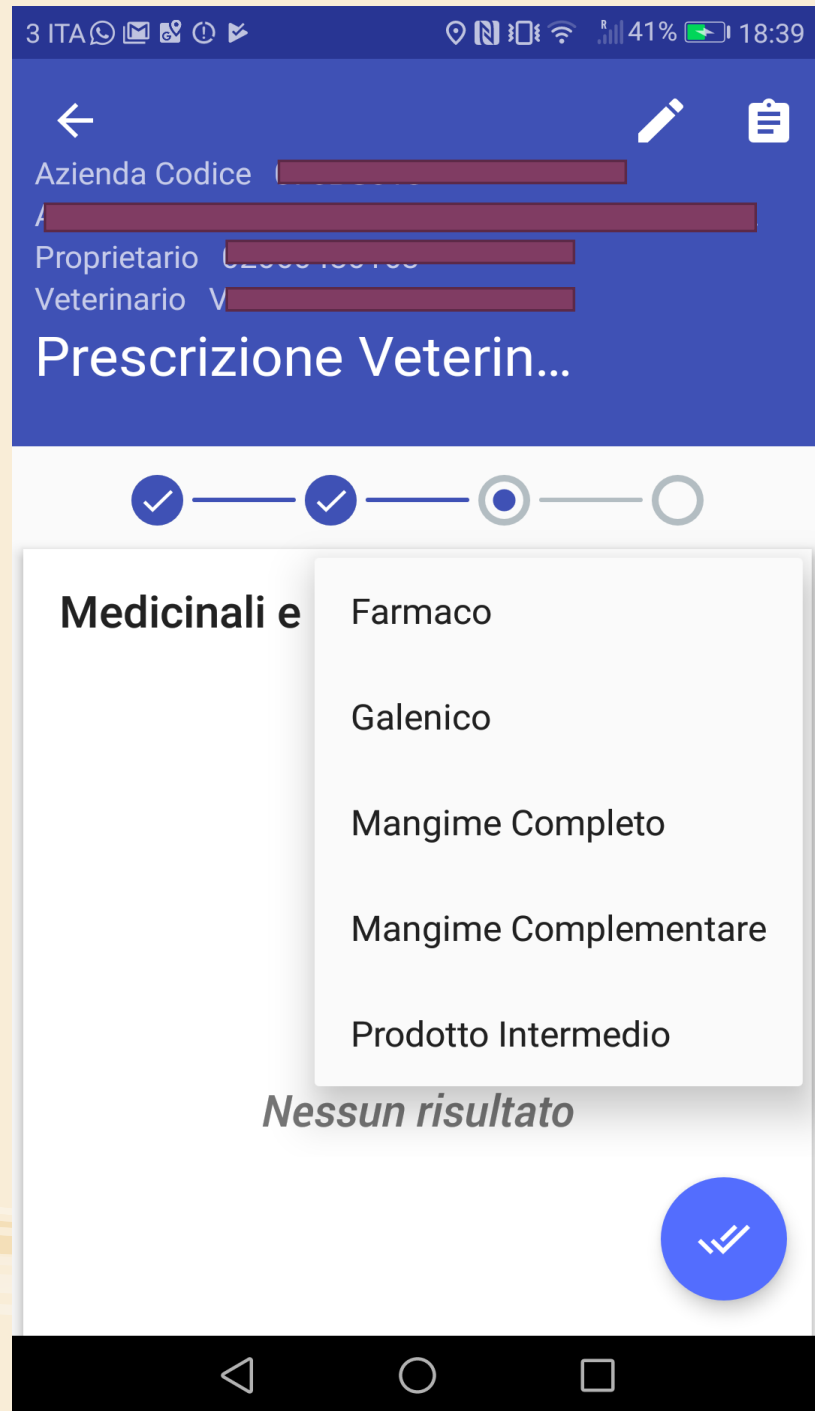 3 ITA 41% 18:39
Azienda Codice
Proprietario
Veterinario V
Prescrizione Veterin...
Medicinali e
Farmaco
Galenico
Mangime Completo
Mangime Complementare
Prodotto Intermedio
Nessun risultato